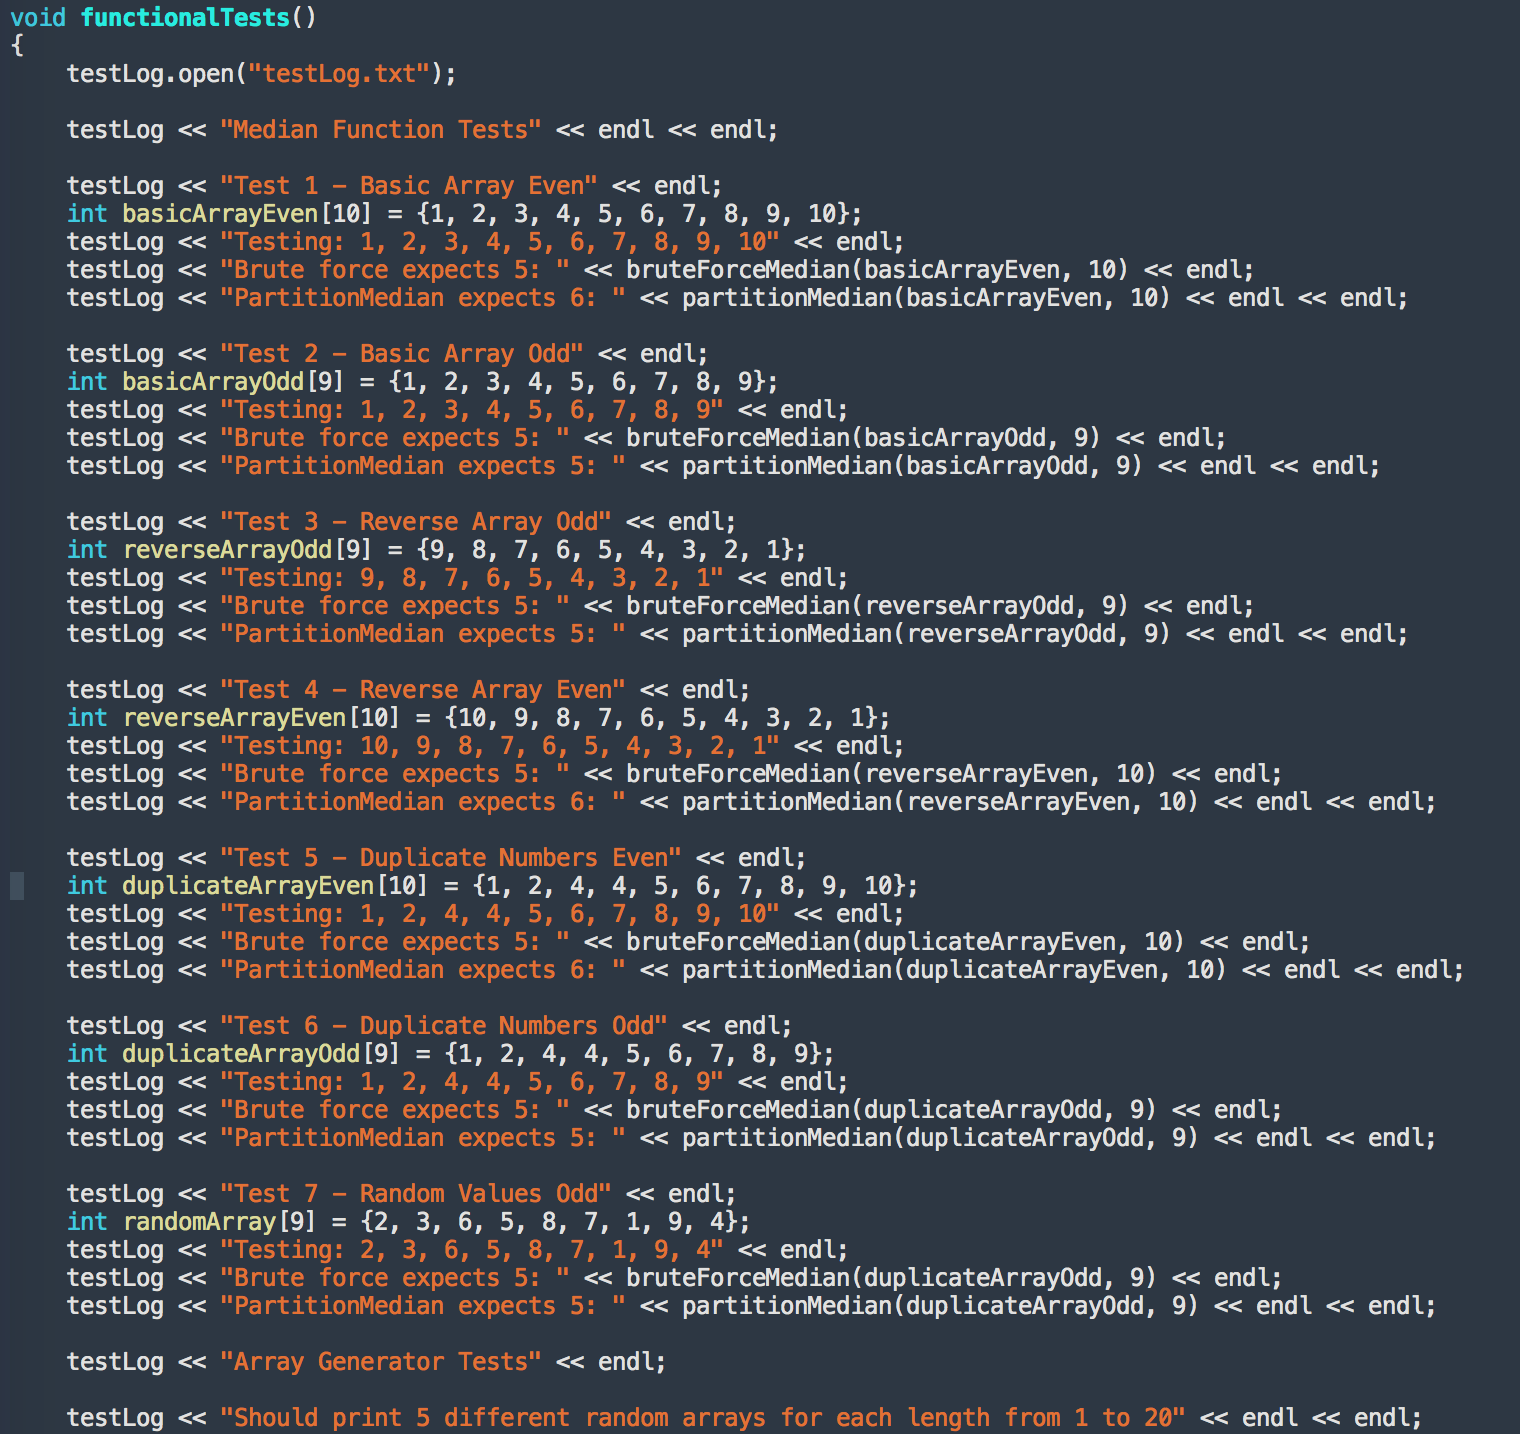 void functionalTests()
{
    testLog.open("testLog.txt");

    testLog << "Median Function Tests" << endl << endl;

    testLog << "Test 1 – Basic Array Even" << endl;
    int basicArrayEven[10] = {1, 2, 3, 4, 5, 6, 7, 8, 9, 10};
    testLog << "Testing: 1, 2, 3, 4, 5, 6, 7, 8, 9, 10" << endl;
    testLog << "Brute force expects 5: " << bruteForceMedian(basicArrayEven, 10) << endl;
    testLog << "PartitionMedian expects 6: " << partitionMedian(basicArrayEven, 10) << endl << endl;

    testLog << "Test 2 – Basic Array Odd" << endl;
    int basicArrayOdd[9] = {1, 2, 3, 4, 5, 6, 7, 8, 9};
    testLog << "Testing: 1, 2, 3, 4, 5, 6, 7, 8, 9" << endl;
    testLog << "Brute force expects 5: " << bruteForceMedian(basicArrayOdd, 9) << endl;
    testLog << "PartitionMedian expects 5: " << partitionMedian(basicArrayOdd, 9) << endl << endl;

    testLog << "Test 3 – Reverse Array Odd" << endl;
    int reverseArrayOdd[9] = {9, 8, 7, 6, 5, 4, 3, 2, 1};
    testLog << "Testing: 9, 8, 7, 6, 5, 4, 3, 2, 1" << endl;
    testLog << "Brute force expects 5: " << bruteForceMedian(reverseArrayOdd, 9) << endl;
    testLog << "PartitionMedian expects 5: " << partitionMedian(reverseArrayOdd, 9) << endl << endl;

    testLog << "Test 4 – Reverse Array Even" << endl;
    int reverseArrayEven[10] = {10, 9, 8, 7, 6, 5, 4, 3, 2, 1};
    testLog << "Testing: 10, 9, 8, 7, 6, 5, 4, 3, 2, 1" << endl;
    testLog << "Brute force expects 5: " << bruteForceMedian(reverseArrayEven, 10) << endl;
    testLog << "PartitionMedian expects 6: " << partitionMedian(reverseArrayEven, 10) << endl << endl;

    testLog << "Test 5 – Duplicate Numbers Even" << endl;
    int duplicateArrayEven[10] = {1, 2, 4, 4, 5, 6, 7, 8, 9, 10};
    testLog << "Testing: 1, 2, 4, 4, 5, 6, 7, 8, 9, 10" << endl;
    testLog << "Brute force expects 5: " << bruteForceMedian(duplicateArrayEven, 10) << endl;
    testLog << "PartitionMedian expects 6: " << partitionMedian(duplicateArrayEven, 10) << endl << endl;

    testLog << "Test 6 – Duplicate Numbers Odd" << endl;
    int duplicateArrayOdd[9] = {1, 2, 4, 4, 5, 6, 7, 8, 9};
    testLog << "Testing: 1, 2, 4, 4, 5, 6, 7, 8, 9" << endl;
    testLog << "Brute force expects 5: " << bruteForceMedian(duplicateArrayOdd, 9) << endl;
    testLog << "PartitionMedian expects 5: " << partitionMedian(duplicateArrayOdd, 9) << endl << endl;

    testLog << "Test 7 – Random Values Odd" << endl;
    int randomArray[9] = {2, 3, 6, 5, 8, 7, 1, 9, 4};
    testLog << "Testing: 2, 3, 6, 5, 8, 7, 1, 9, 4" << endl;
    testLog << "Brute force expects 5: " << bruteForceMedian(duplicateArrayOdd, 9) << endl;
    testLog << "PartitionMedian expects 5: " << partitionMedian(duplicateArrayOdd, 9) << endl << endl;

    testLog << "Array Generator Tests" << endl;

    testLog << "Should print 5 different random arrays for each length from 1 to 20" << endl << endl;